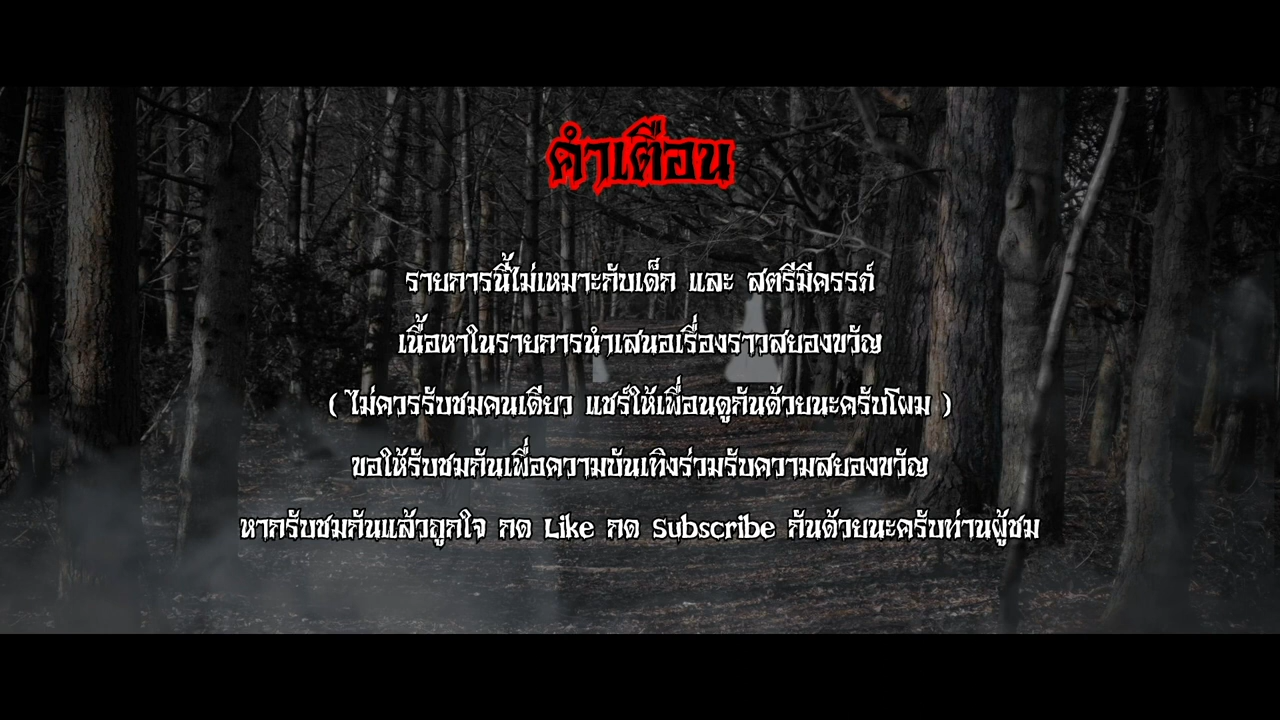 คำเตือน
รายการนี้ไม่เหมาะกับเด็ก และ สตรีมีครรภ์
เนื้อหาในรายการนำเสนอเรื่องราวสยองขวัญ
( ไม่ควรรับชมคนเดียว แชร์ให้เพื่อนดูกันด้วยนะครับโผม )
ขอให้รับชมกันเพื่อความบันเทิงร่วมรับความสยองขวัญ
หากรับชมกันแล้วถูกใจ กด Like กด Subscribe กันด้วยนะครับท่านผู้ชม